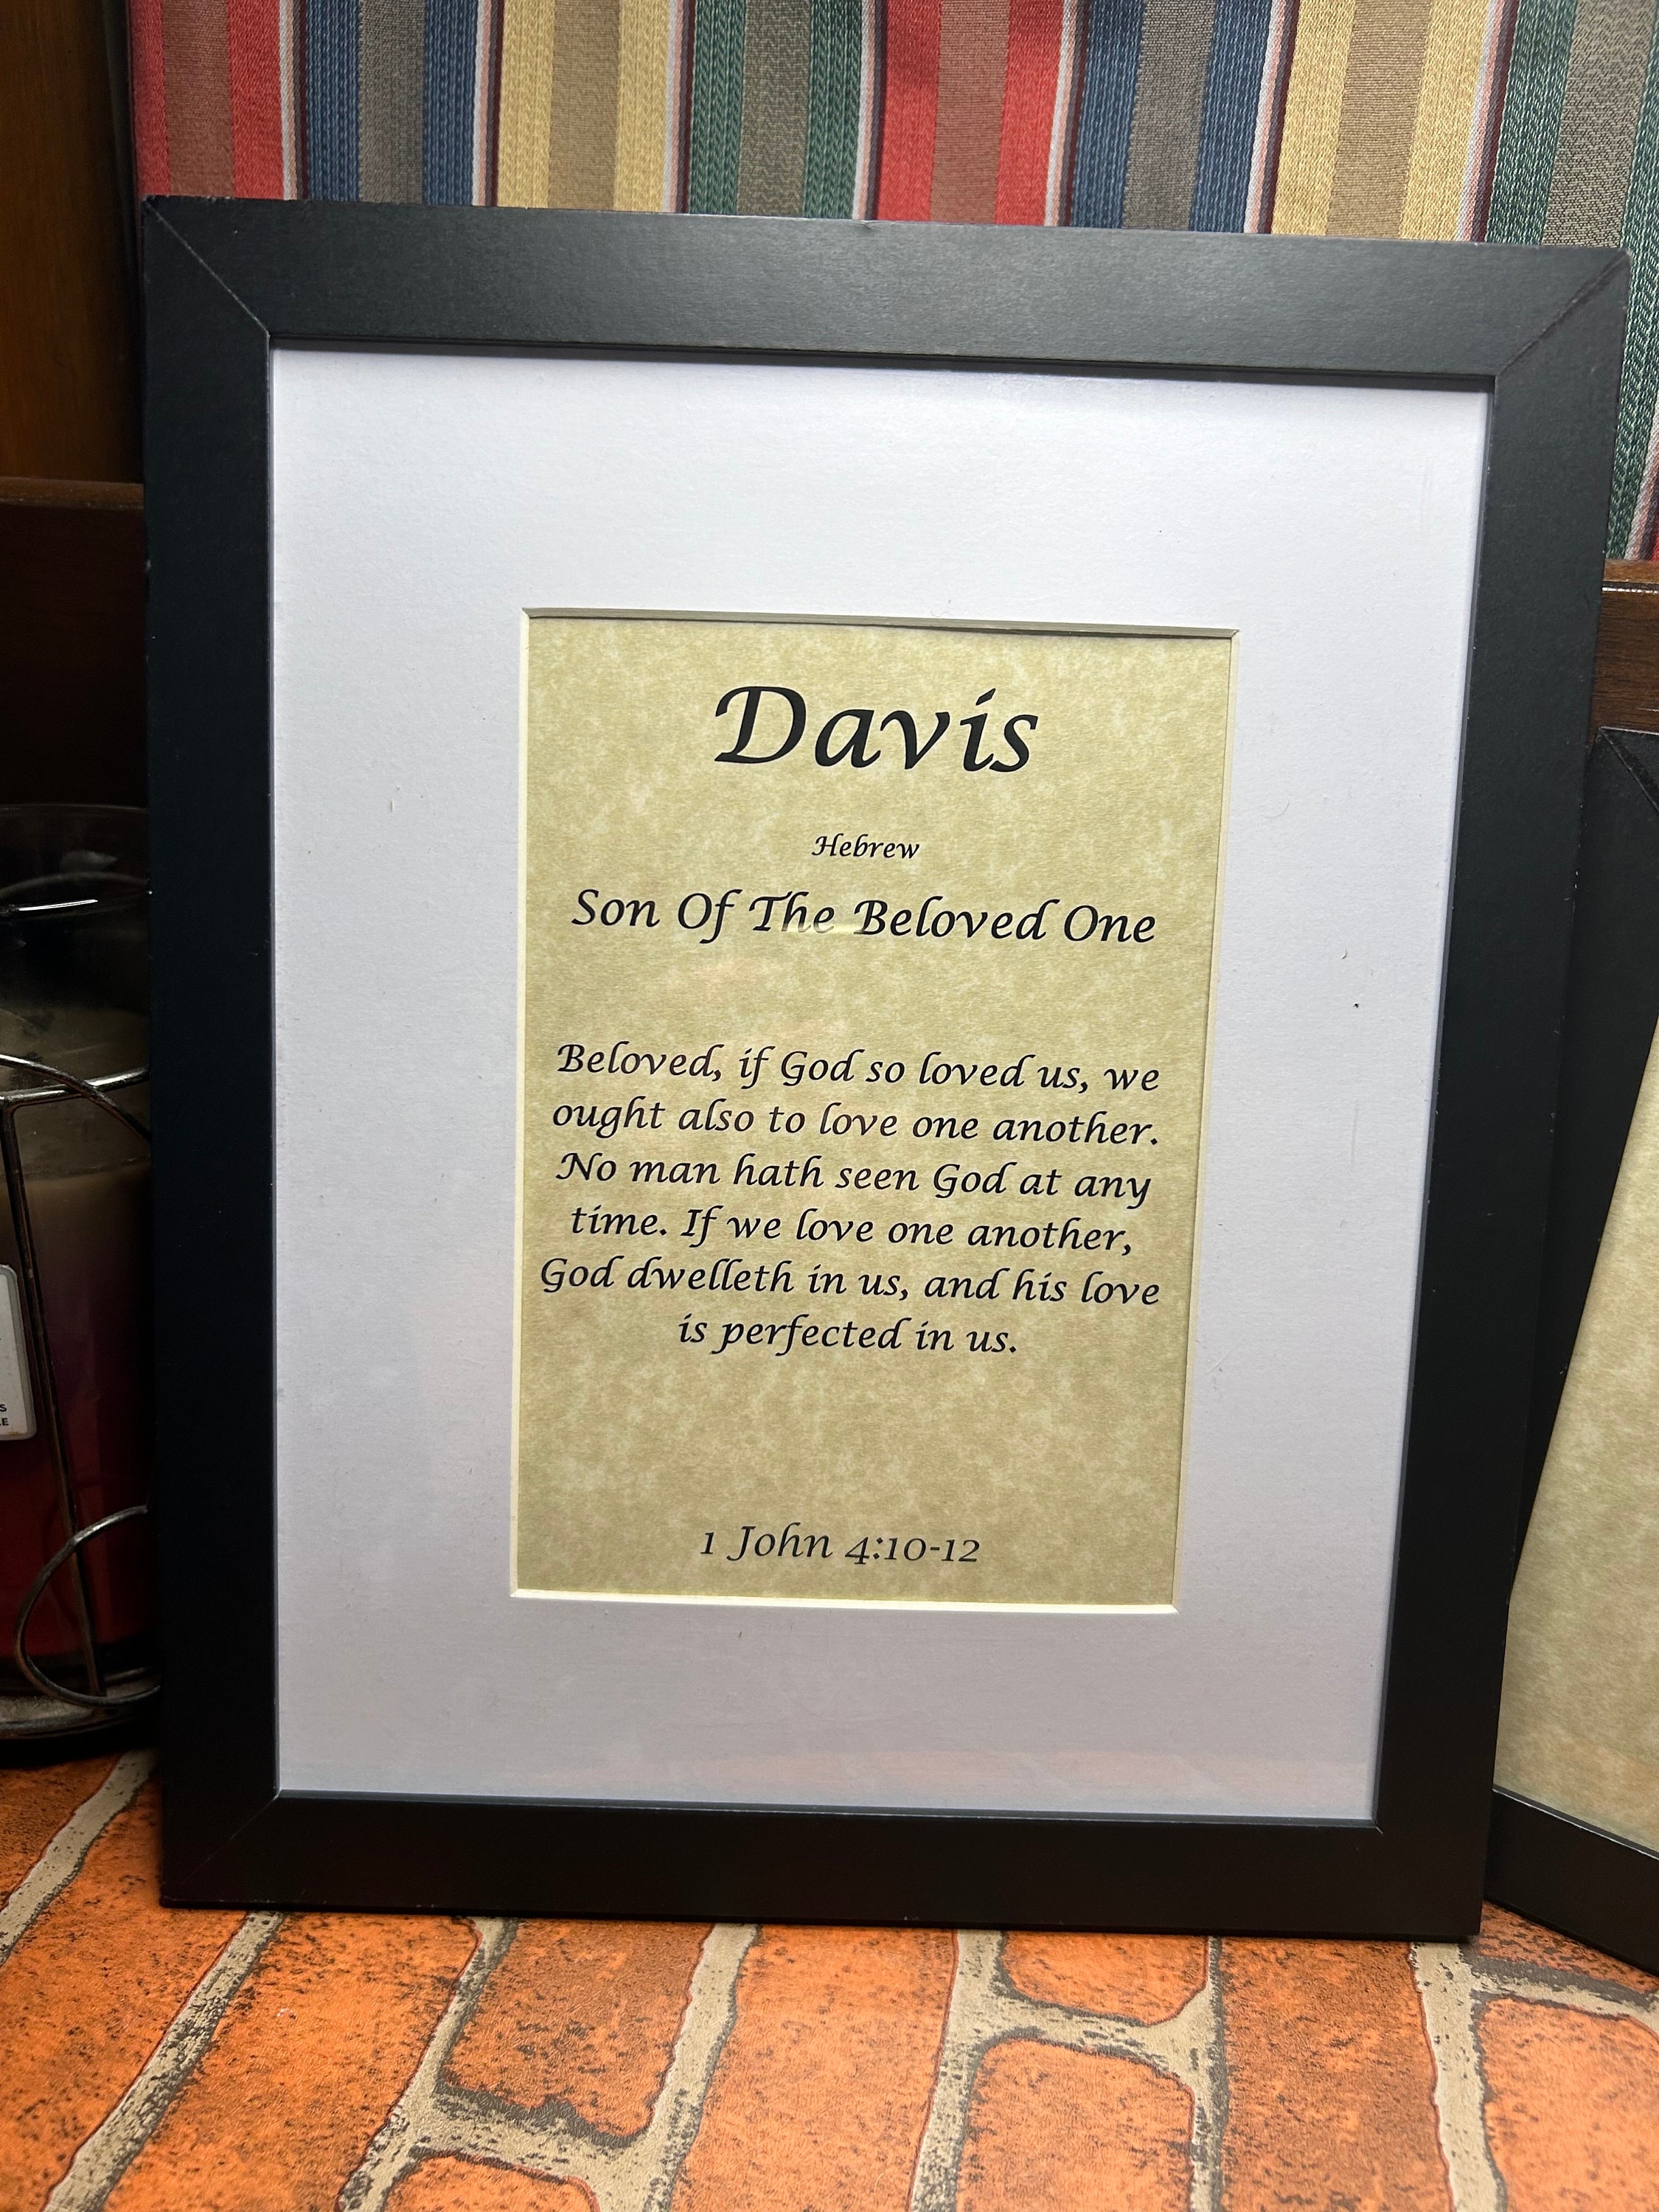 Davis
Hebrew
Son Of The Beloved One
Beloved, if God so loved us, we
ought also to love one another.
No man hath seen God at any
time. If we love one another,
God dwelleth in us, and his love
is perfected in us.
1 John 4:10-12